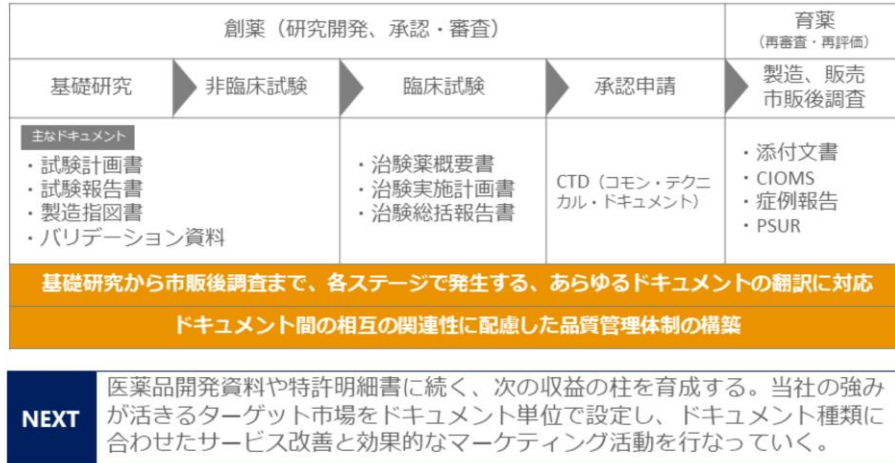 創薬（研究開発、承認・審査）
育薬
（再審査・再評価）
基礎研究
非臨床試験
臨床試験
承認申請
製造、販売
市販後調査
主なドキュメント
・試験計画書
・試験報告書
・製造指図書
・バリデーション資料
・治験薬概要書
・治験実施計画書
・治験総括報告書
CTD（コモン・テクニ
カル・ドキュメント）
・添付文書
・CIOMS
・症例報告
・PSUR
基礎研究から市販後調査まで、各ステージで発生する、あらゆるドキュメントの翻訳に対応
ドキュメント間の相互の関連性に配慮した品質管理体制の構築
NEXT
医薬品開発資料や特許明細書に続く、次の収益の柱を育成する。当社の強み
が活きるターゲット市場をドキュメント単位で設定し、ドキュメント種類に
合わせたサービス改善と効果的なマーケティング活動を行なっていく。